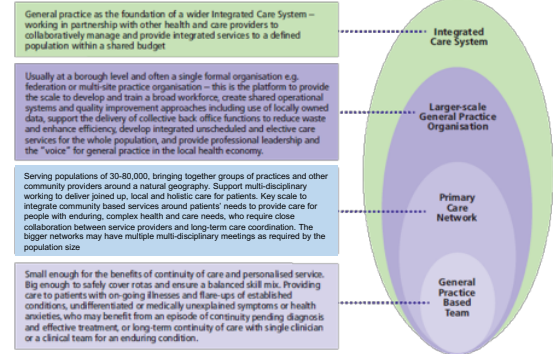 General practice as the foundation of a wider Integrated Care System –
working in partnership with other health and care providers to
collaboratively manage and provide integrated services to a defined
population within a shared budget
Integrated
Care System
Usually at a borough level and often a single formal organisation e.g.
federation or multi-site practice organisation – this is the platform to provide
the scale to develop and train a broad workforce, create shared operational
systems and quality improvement approaches including use of locally owned
data, support the delivery of collective back office functions to reduce waste
and enhance efficiency, develop integrated unscheduled and elective care
services for the whole population, and provide professional leadership and
the "voice" for general practice in the local health economy.
Larger-scale
General Practice
Organisation
Serving populations of 30-80,000, bringing together groups of practices and other
community providers around a natural geography. Support multi-disciplinary
working to deliver joined up, local and holistic care for patients. Key scale to
integrate community based services around patients' needs to provide care for
people with enduring, complex health and care needs, who require close
collaboration between service providers and long-term care coordination. The
bigger networks may have multiple multi-disciplinary meetings as required by the
population size
Primary
Care
Network
Small enough for the benefits of continuity of care and personalised service.
Big enough to safely cover rotas and ensure a balanced skill mix. Providing
care to patients with on-going illnesses and flare-ups of established
conditions, undifferentiated or medically unexplained symptoms or health
anxieties, who may benefit from an episode of continuity pending diagnosis
and effective treatment, or long-term continuity of care with single clinician
or a clinical team for an enduring condition.
General
Practice
Based
Team